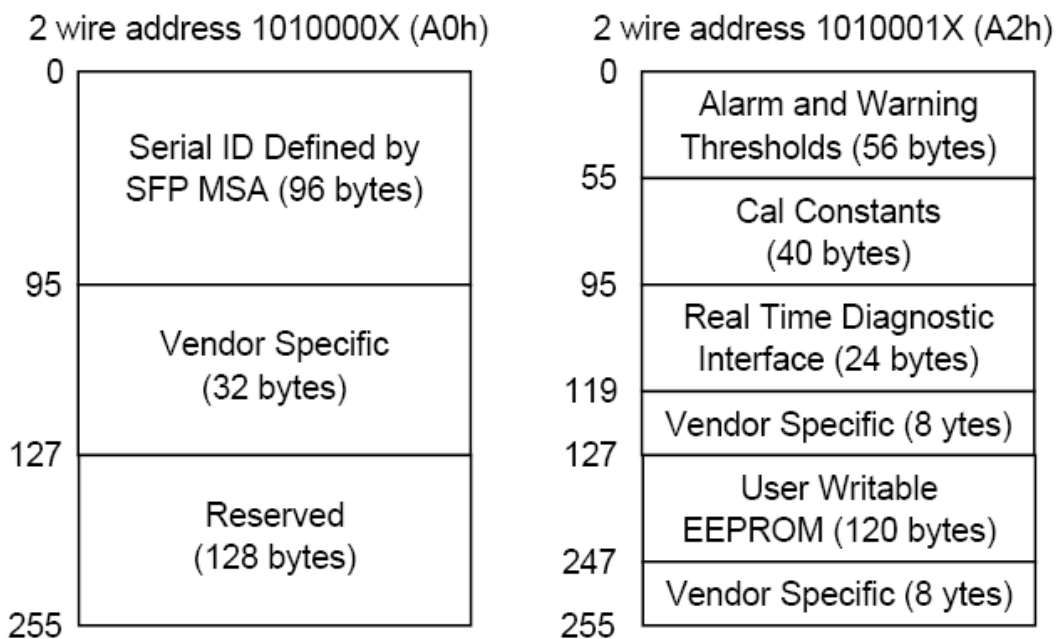 2 wire address 1010000X (A0h)
0
Serial ID Defined by
SFP MSA (96 bytes)
95
Vendor Specific
(32 bytes)
127
Reserved
(128 bytes)
255
2 wire address 1010001X (A2h)
0
Alarm and Warning
Thresholds (56 bytes)
55
Cal Constants
(40 bytes)
95
Real Time Diagnostic
Interface (24 bytes)
119
Vendor Specific (8 ytes)
127
User Writable
EEPROM (120 bytes)
247
Vendor Specific (8 ytes)
255